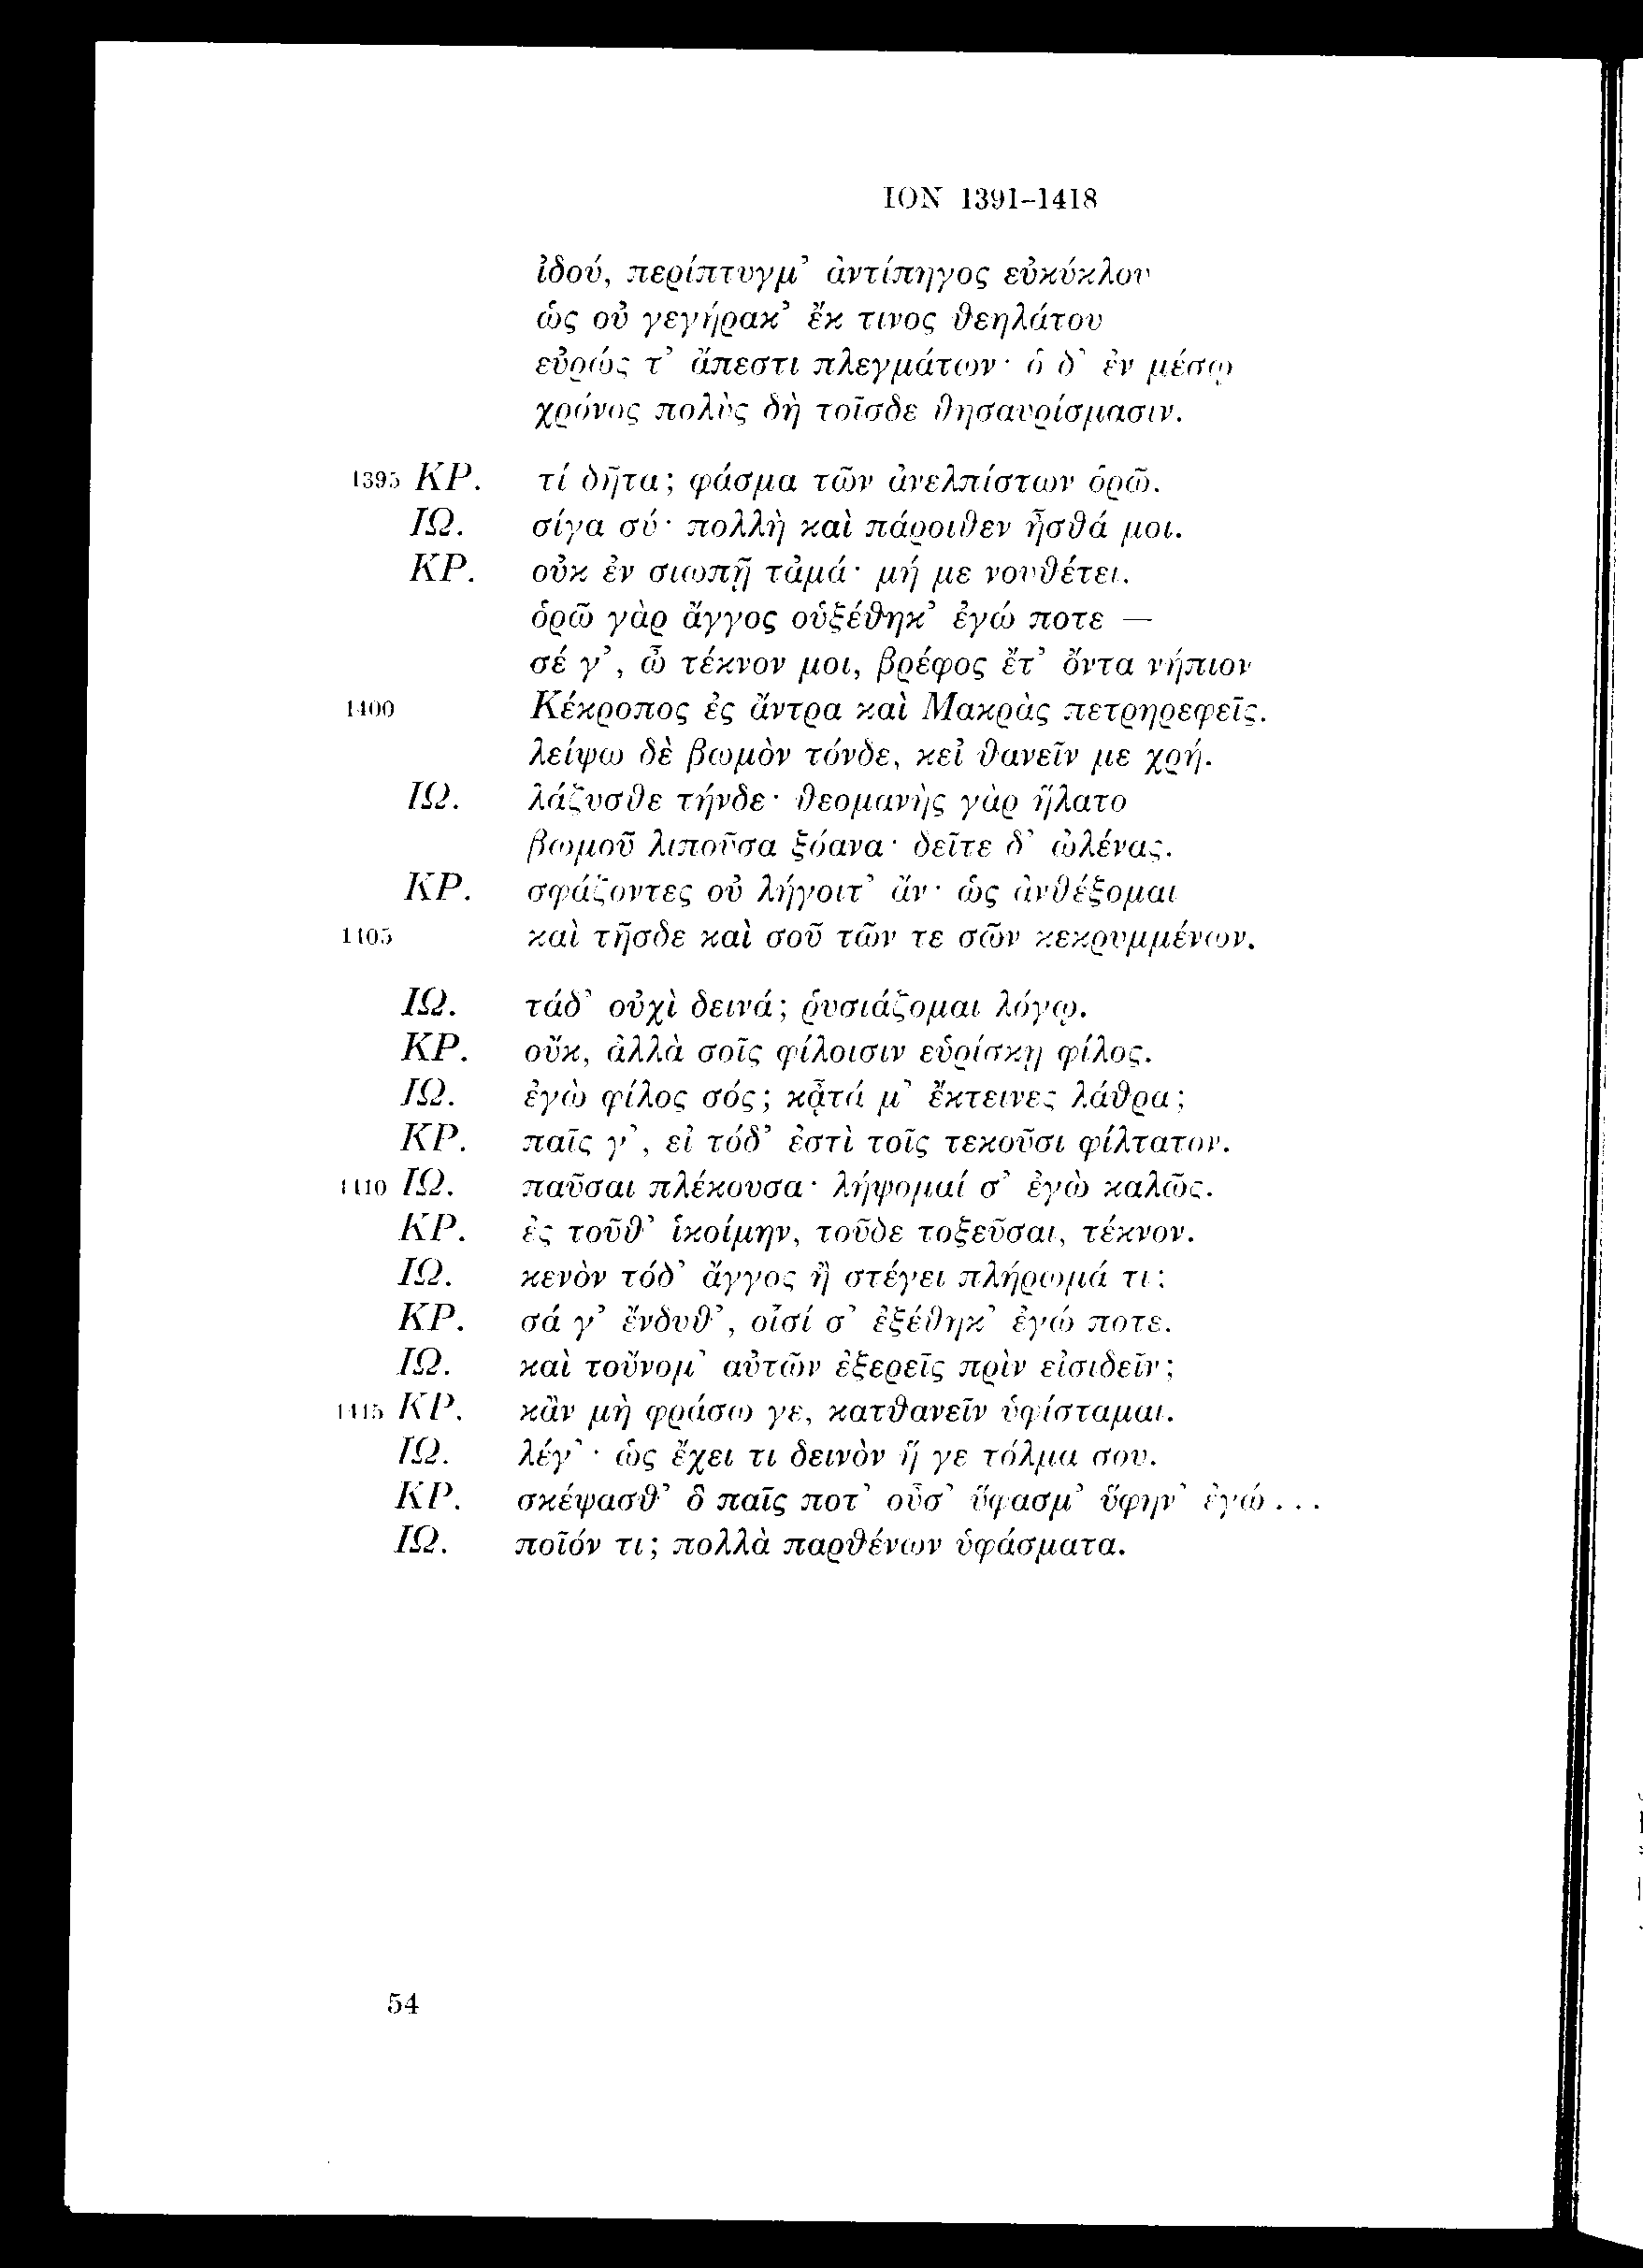 ION 1391-1418
ἰδού, περίπτυγμ’ ἀντίπηγος εὐκύκλου
ὡς οὐ γεγήρακ’ ἔκ τινος θεηλάτου
εὐρώς τ’ ἄπεστι πλεγμάτων· ὁ δ’ ἐν μέσῳ
χρόνος πολὺς δὴ τοῖσδε θησαυρίσμασιν.
1395 ΚΡ. τί δῆτα; φάσμα τῶν ἀνελπίστων ὁρῶ.
ΙΩ. σίγα σύ· πολλὴ καὶ πάροιθεν ἦσθά μοι.
ΚΡ. οὐκ ἐν σιωπῇ τἀμά· μή με νουθέτει.
ὁρῶ γὰρ ἄγγος οὑξέθηκ’ ἐγώ ποτε —
σέ γ’, ὦ τέκνον μοι, βρέφος ἔτ’ ὄντα νήπιον
1400 Κέκροπος ἐς ἄντρα καὶ Μακρὰς πετρηρεφεῖς.
λείψω δὲ βωμὸν τόνδε, κεἰ θανεῖν με χρή.
ΙΩ. λάζυσθε τήνδε· θεομανὴς γὰρ ἥλατο
βωμοῦ λιποῦσα ξόανα· δεῖτε δ’ ὠλένας.
ΚΡ. σφάζοντες οὐ λήγοιτ’ ἄν· ὡς ἀνθέξομαι
1405 καὶ τῆσδε καὶ σοῦ τῶν τε σῶν κεκρυμμένων.
ΙΩ. τάδ’ οὐχὶ δεινά; ῥυσιάζομαι λόγῳ.
ΚΡ. οὔκ, ἀλλὰ σοῖς φίλοισιν εὑρίσκῃ φίλος.
ΙΩ. ἐγὼ φίλος σός; κᾆτά μ’ ἔκτεινες λάθρα;
ΚΡ. παῖς γ’, εἰ τόδ’ ἐστὶ τοῖς τεκοῦσι φίλτατον.
1410 ΙΩ. παῦσαι πλέκουσα· λήψομαί σ’ ἐγὼ καλῶς.
ΚΡ. ἐς τοῦθ’ ἱκοίμην, τοῦδε τοξεῦσαι, τέκνον.
ΙΩ. κενὸν τόδ’ ἄγγος ἢ στέγει πλήρωμά τι;
ΚΡ. σά γ’ ἔνδυθ’, οἷσί σ’ ἐξέθηκ’ ἐγώ ποτε.
ΙΩ. καὶ τοὔνομ’ αὐτῶν ἐξερεῖς πρὶν εἰσιδεῖν;
1415 ΚΡ. κἂν μὴ φράσω γε, κατθανεῖν ὑφίσταμαι.
ΙΩ. λέγ’· ὡς ἔχει τι δεινὸν ἥ γε τόλμα σου.
ΚΡ. σκέψασθ’ ὃ παῖς ποτ’ οὖσ’ ὕφασμ’ ὕφην’ ἐγώ...
ΙΩ. ποῖόν τι; πολλὰ παρθένων ὑφάσματα.
54